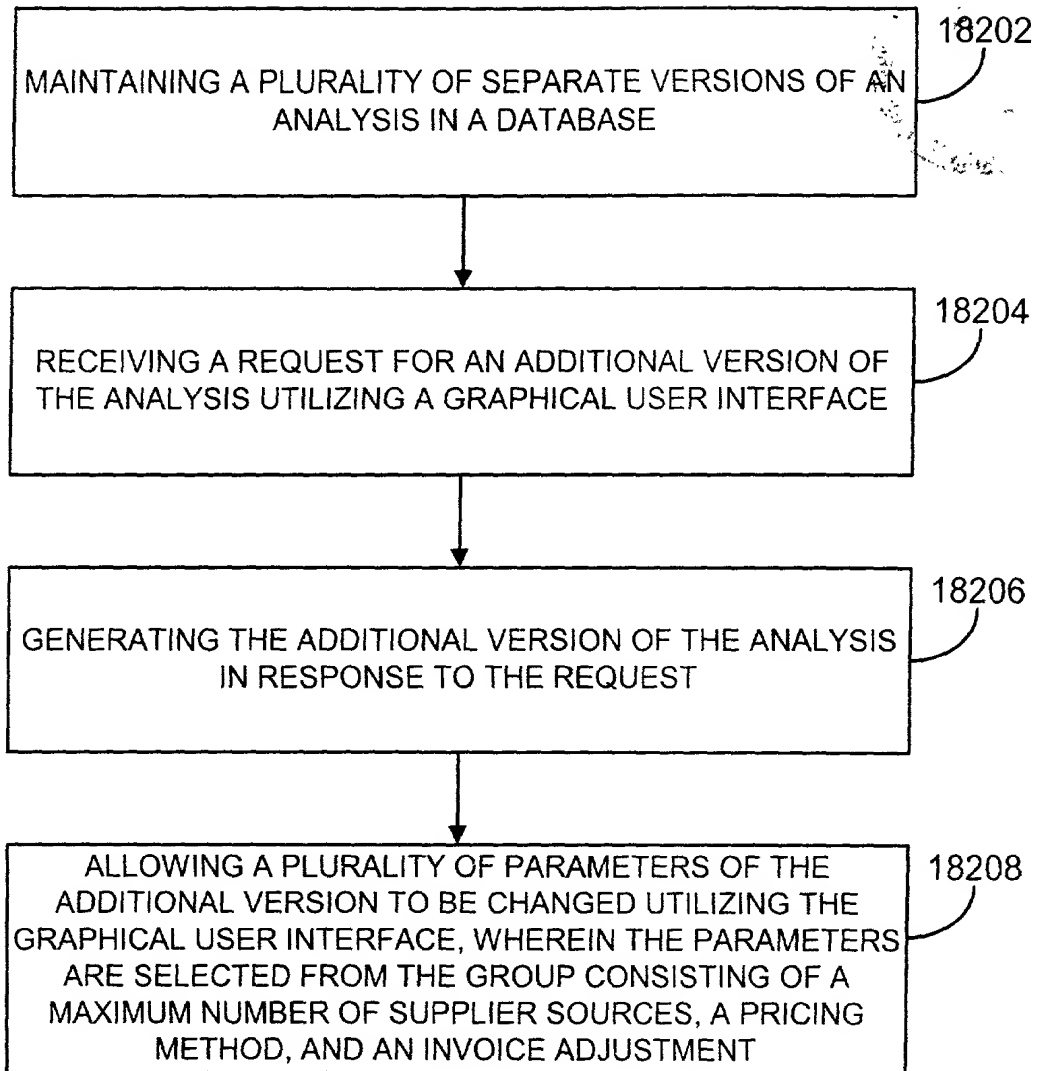 18202
MAINTAINING A PLURALITY OF SEPARATE VERSIONS OF AN
ANALYSIS IN A DATABASE
18204
RECEIVING A REQUEST FOR AN ADDITIONAL VERSION OF
THE ANALYSIS UTILIZING A GRAPHICAL USER INTERFACE
18206
GENERATING THE ADDITIONAL VERSION OF THE ANALYSIS
IN RESPONSE TO THE REQUEST
18208
ALLOWING A PLURALITY OF PARAMETERS OF THE
ADDITIONAL VERSION TO BE CHANGED UTILIZING THE
GRAPHICAL USER INTERFACE, WHEREIN THE PARAMETERS
ARE SELECTED FROM THE GROUP CONSISTING OF A
MAXIMUM NUMBER OF SUPPLIER SOURCES, A PRICING
METHOD, AND AN INVOICE ADJUSTMENT